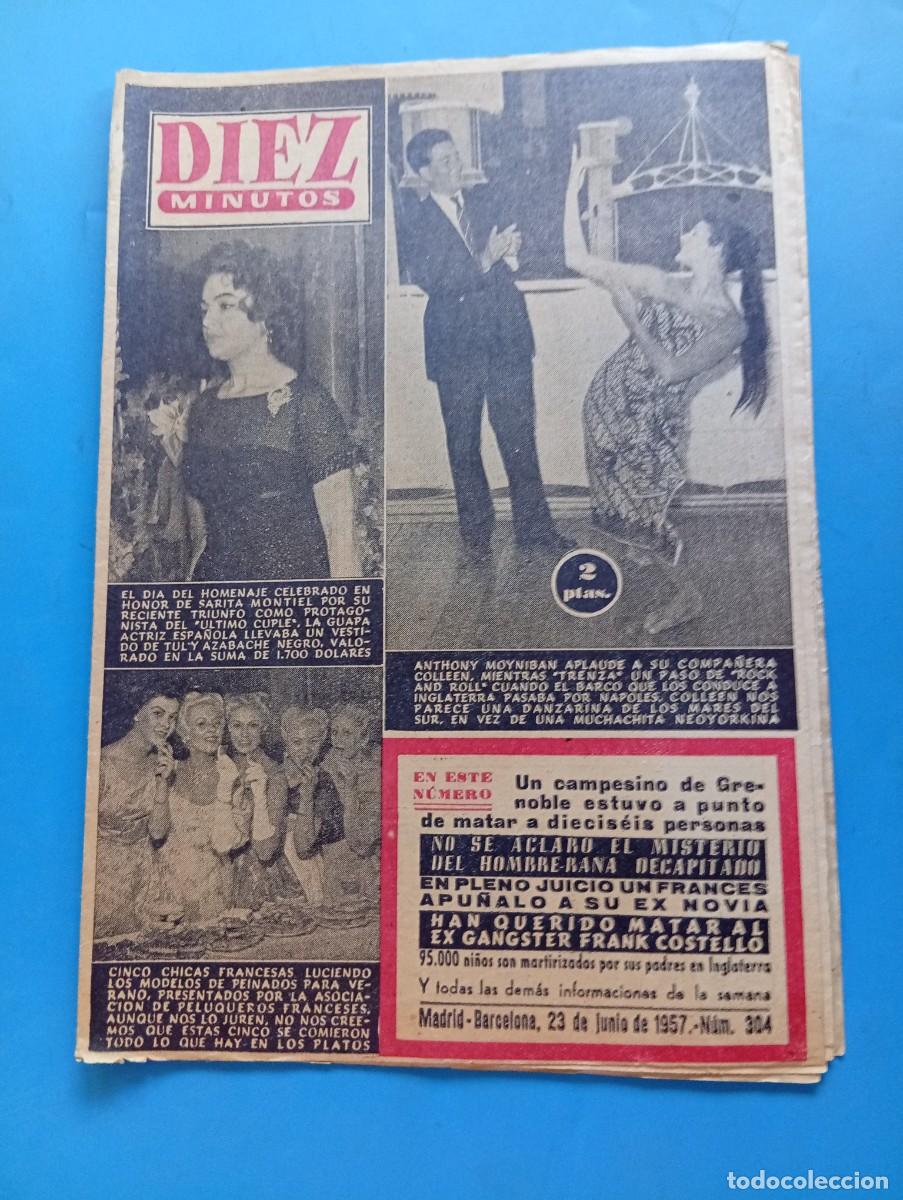 DIEZ
MINUTOS
EL DIA DEL HOMENAJE CELEBRADO EN
HONOR DE SARITA MONTIEL POR SU
RECIENTE TRIUNFO COMO PROTAGO-
NISTA DEL "ULTIMO CUPLE", LA GUAPA
ACTRIZ ESPAÑOLA LLEVABA UN VESTI-
DO DE TUL Y AZABACHE NEGRO, VALO-
RADO EN LA SUMA DE 1.700 DOLARES
2
ptas.
ANTHONY MOYNIBAN APLAUDE A SU COMPAÑERA
COLLEEN, MIENTRAS "TRENZA" UN PASO DE "ROCK
AND ROLL" CUANDO EL BARCO QUE LOS CONDUCE A
INGLATERRA PASABA POR NAPOLES. COLLEEN NOS
PARECE UNA DANZARINA DE LOS MARES DEL
SUR, EN VEZ DE UNA MUCHACHITA NEOYORKINA
CINCO CHICAS FRANCESAS, LUCIENDO
LOS MODELOS DE PEINADOS PARA VE-
RANO, PRESENTADOS POR LA ASOCIA-
CION DE PELUQUEROS FRANCESES.
AUNQUE NOS LO JUREN, NO NOS CREE-
MOS QUE ESTAS CINCO SE COMIERON
TODO LO QUE HAY EN LOS PLATOS
EN ESTE
NÚMERO
Un campesino de Gre-
noble estuvo a punto
de matar a dieciséis personas
NO SE ACLARO EL MISTERIO
DEL HOMBRE-RANA DECAPITADO
EN PLENO JUICIO UN FRANCES
APUÑALO A SU EX NOVIA
HAN QUERIDO MATAR AL
EX GANGSTER FRANK COSTELLO
95.000 niños son martirizados por sus padres en Inglaterra
Y todas las demás informaciones de la semana
Madrid-Barcelona, 23 de junio de 1957.-Núm. 304
todocoleccion